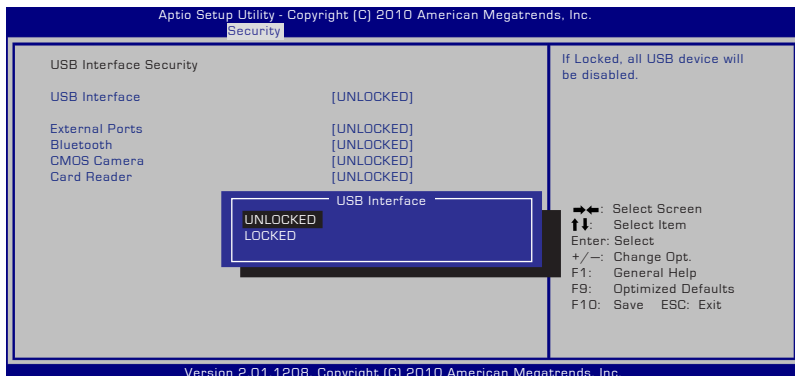 Aptio Setup Utility - Copyright (C) 2010 American Megatrends, Inc.
Security
USB Interface Security
USB Interface [UNLOCKED]
External Ports [UNLOCKED]
Bluetooth [UNLOCKED]
CMOS Camera [UNLOCKED]
Card Reader [UNLOCKED]
USB Interface
UNLOCKED
LOCKED
If Locked, all USB device will
be disabled.
→←: Select Screen
↑↓: Select Item
Enter: Select
+/—: Change Opt.
F1: General Help
F9: Optimized Defaults
F10: Save ESC: Exit
Version 2.01.1208. Copyright (C) 2010 American Megatrends, Inc.